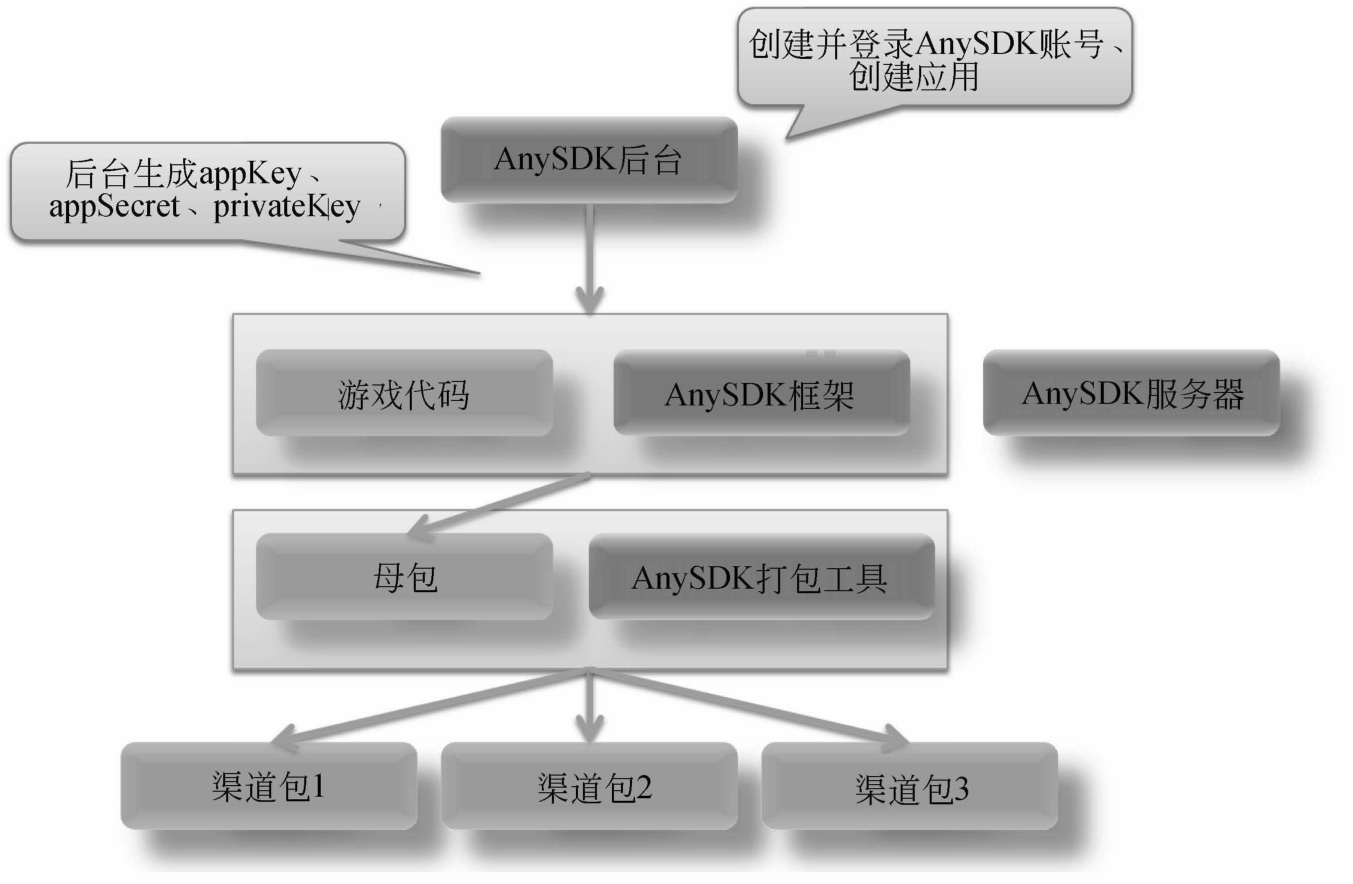 创建并登录AnySDK账号、
创建应用
AnySDK后台
后台生成appKey、
appSecret、privateKey
游戏代码
AnySDK框架
AnySDK服务器
母包
AnySDK打包工具
渠道包1
渠道包2
渠道包3